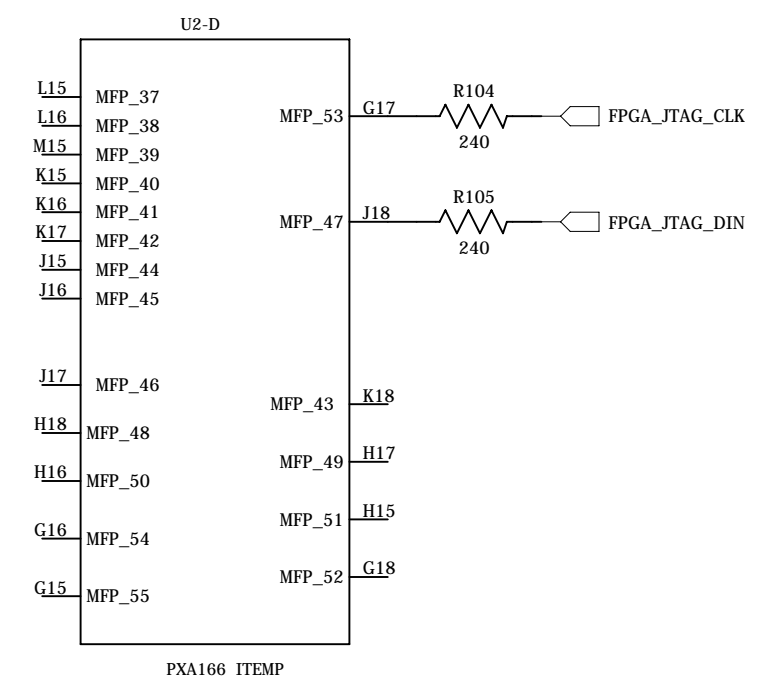 U2-D
L15 MFP_37
L16 MFP_38
M15 MFP_39
K15 MFP_40
K16 MFP_41
K17 MFP_42
J15 MFP_44
J16 MFP_45
J17 MFP_46
H18 MFP_48
H16 MFP_50
G16 MFP_54
G15 MFP_55
R104
MFP_53 G17 FPGA_JTAG_CLK
240
R105
MFP_47 J18 FPGA_JTAG_DIN
240
MFP_43 K18
MFP_49 H17
MFP_51 H15
MFP_52 G18
PXA166 ITEMP